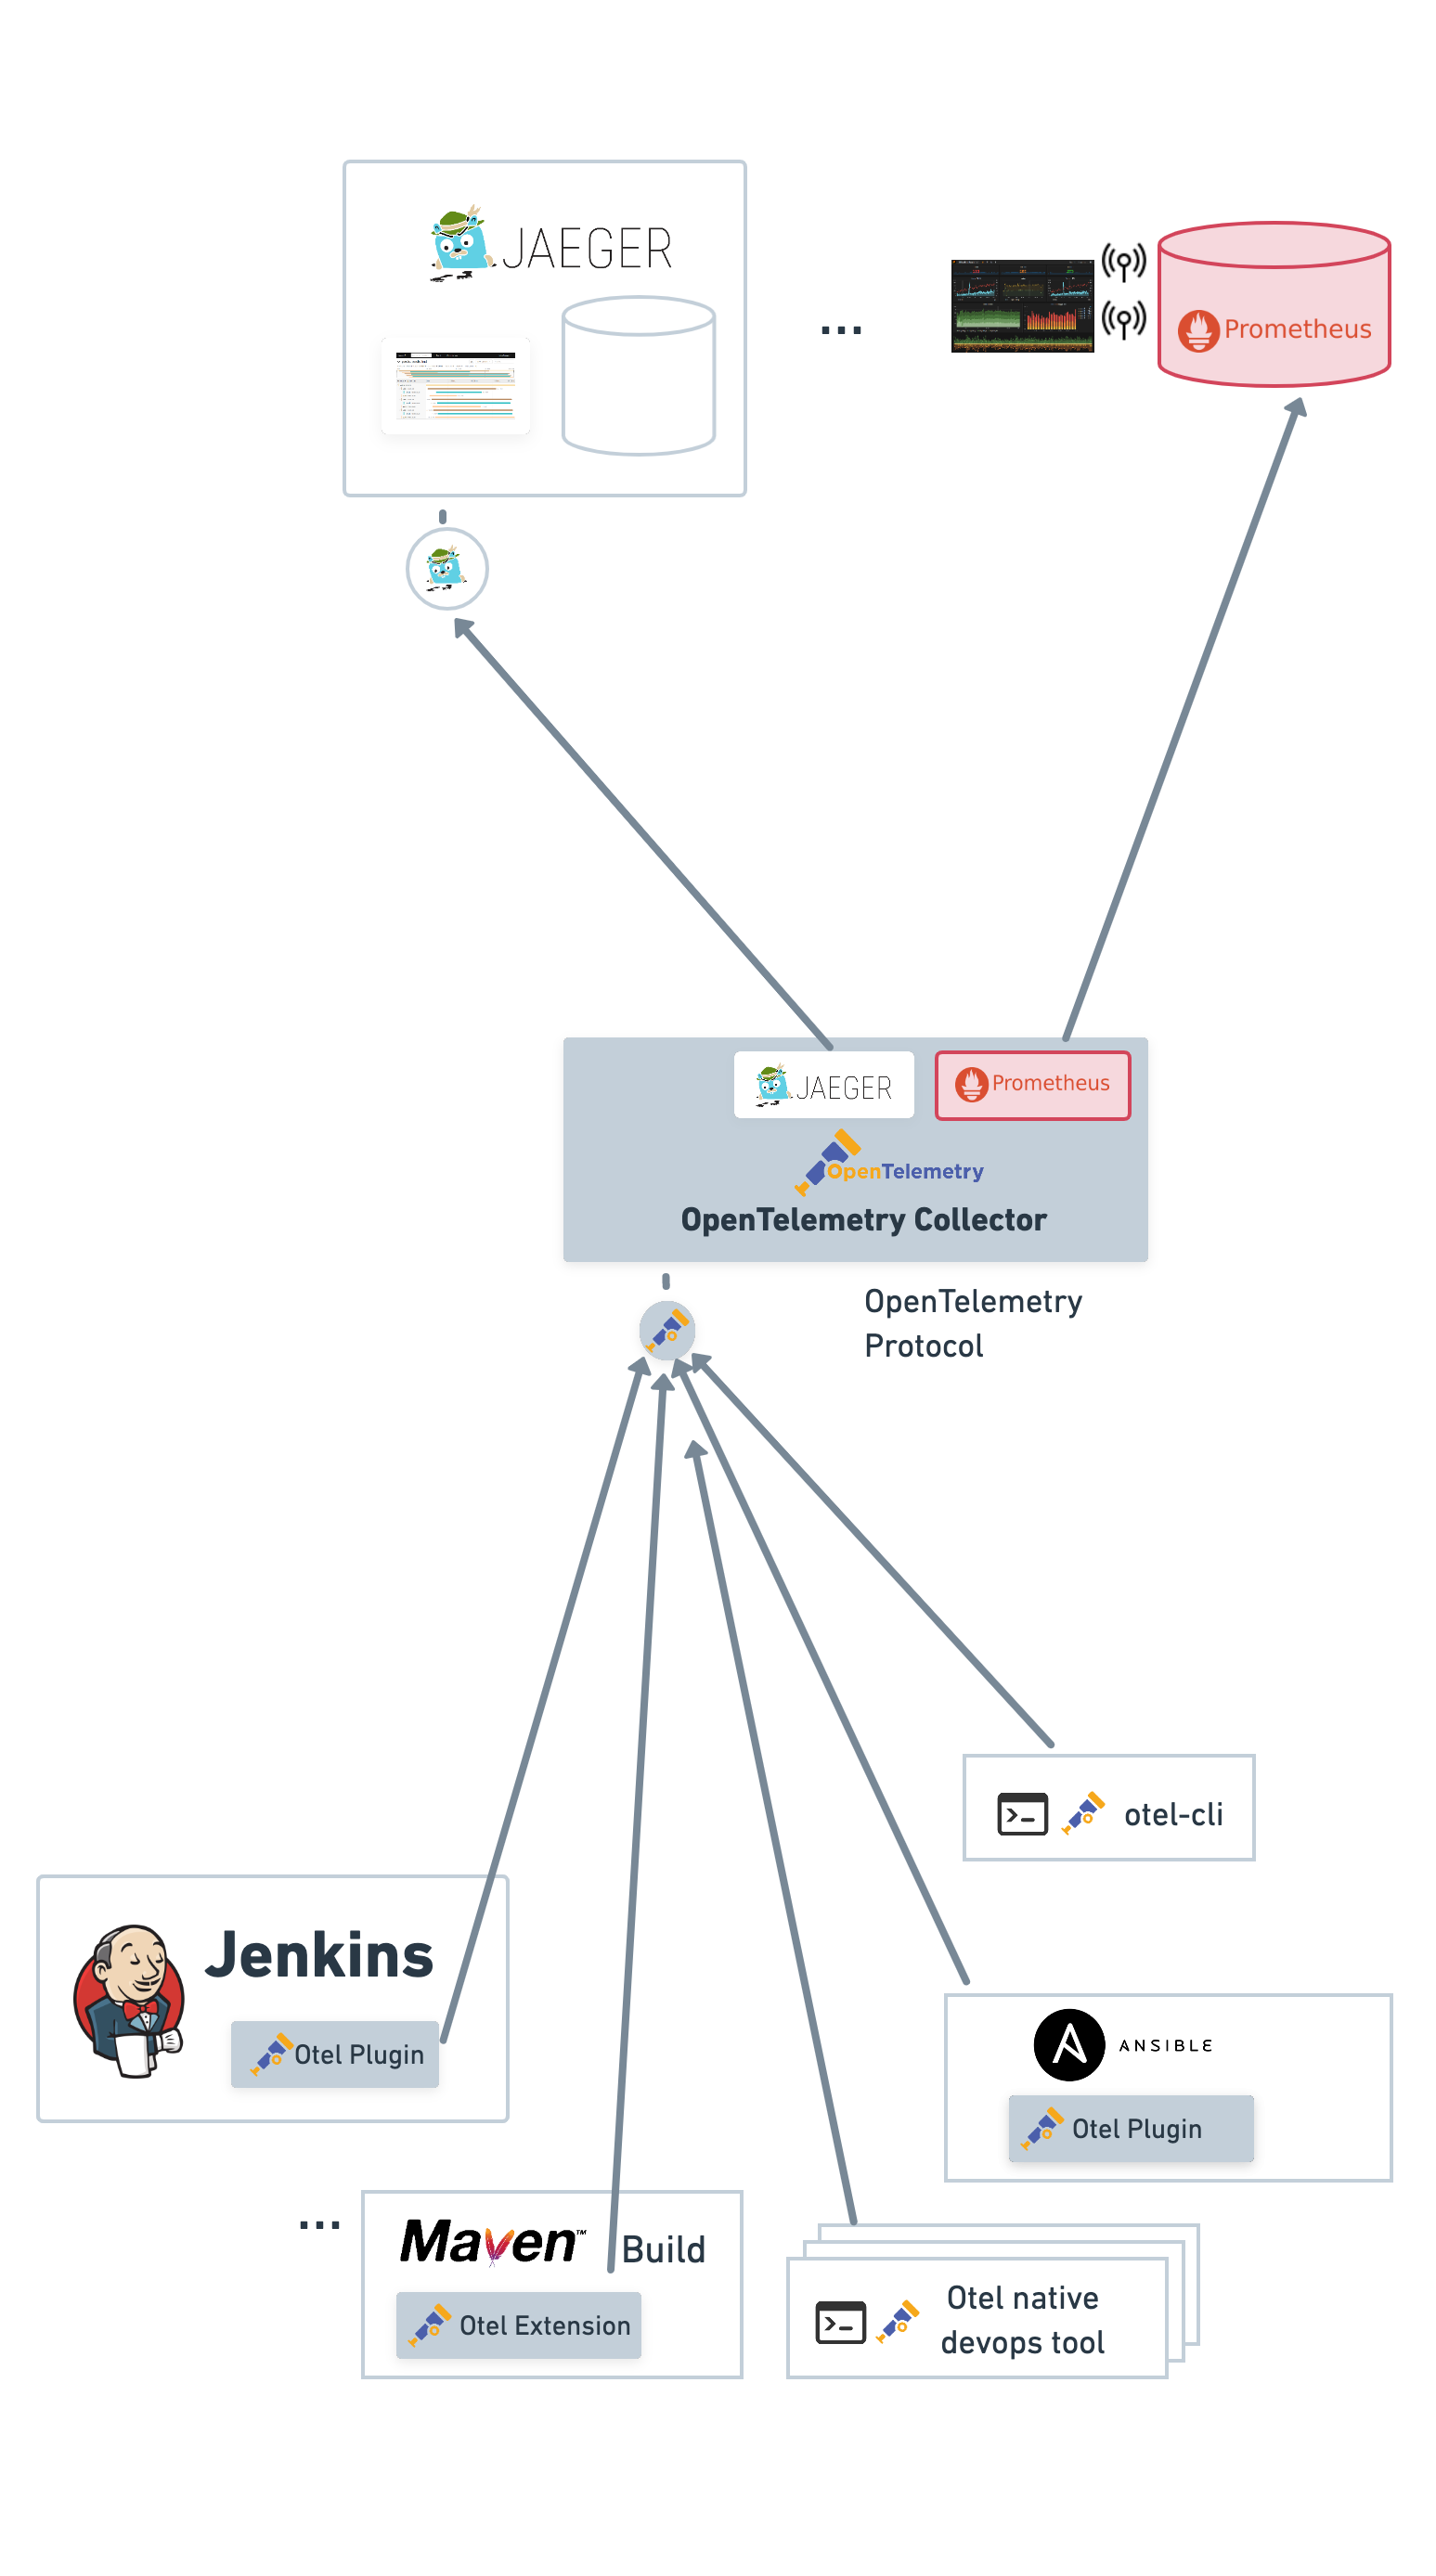 JAEGER
...
Prometheus
JAEGER
Prometheus
OpenTelemetry
OpenTelemetry Collector
OpenTelemetry
Protocol
otel-cli
Jenkins
Otel Plugin
ANSIBLE
Otel Plugin
...
Maven™ Build
Otel Extension
Otel native
devops tool